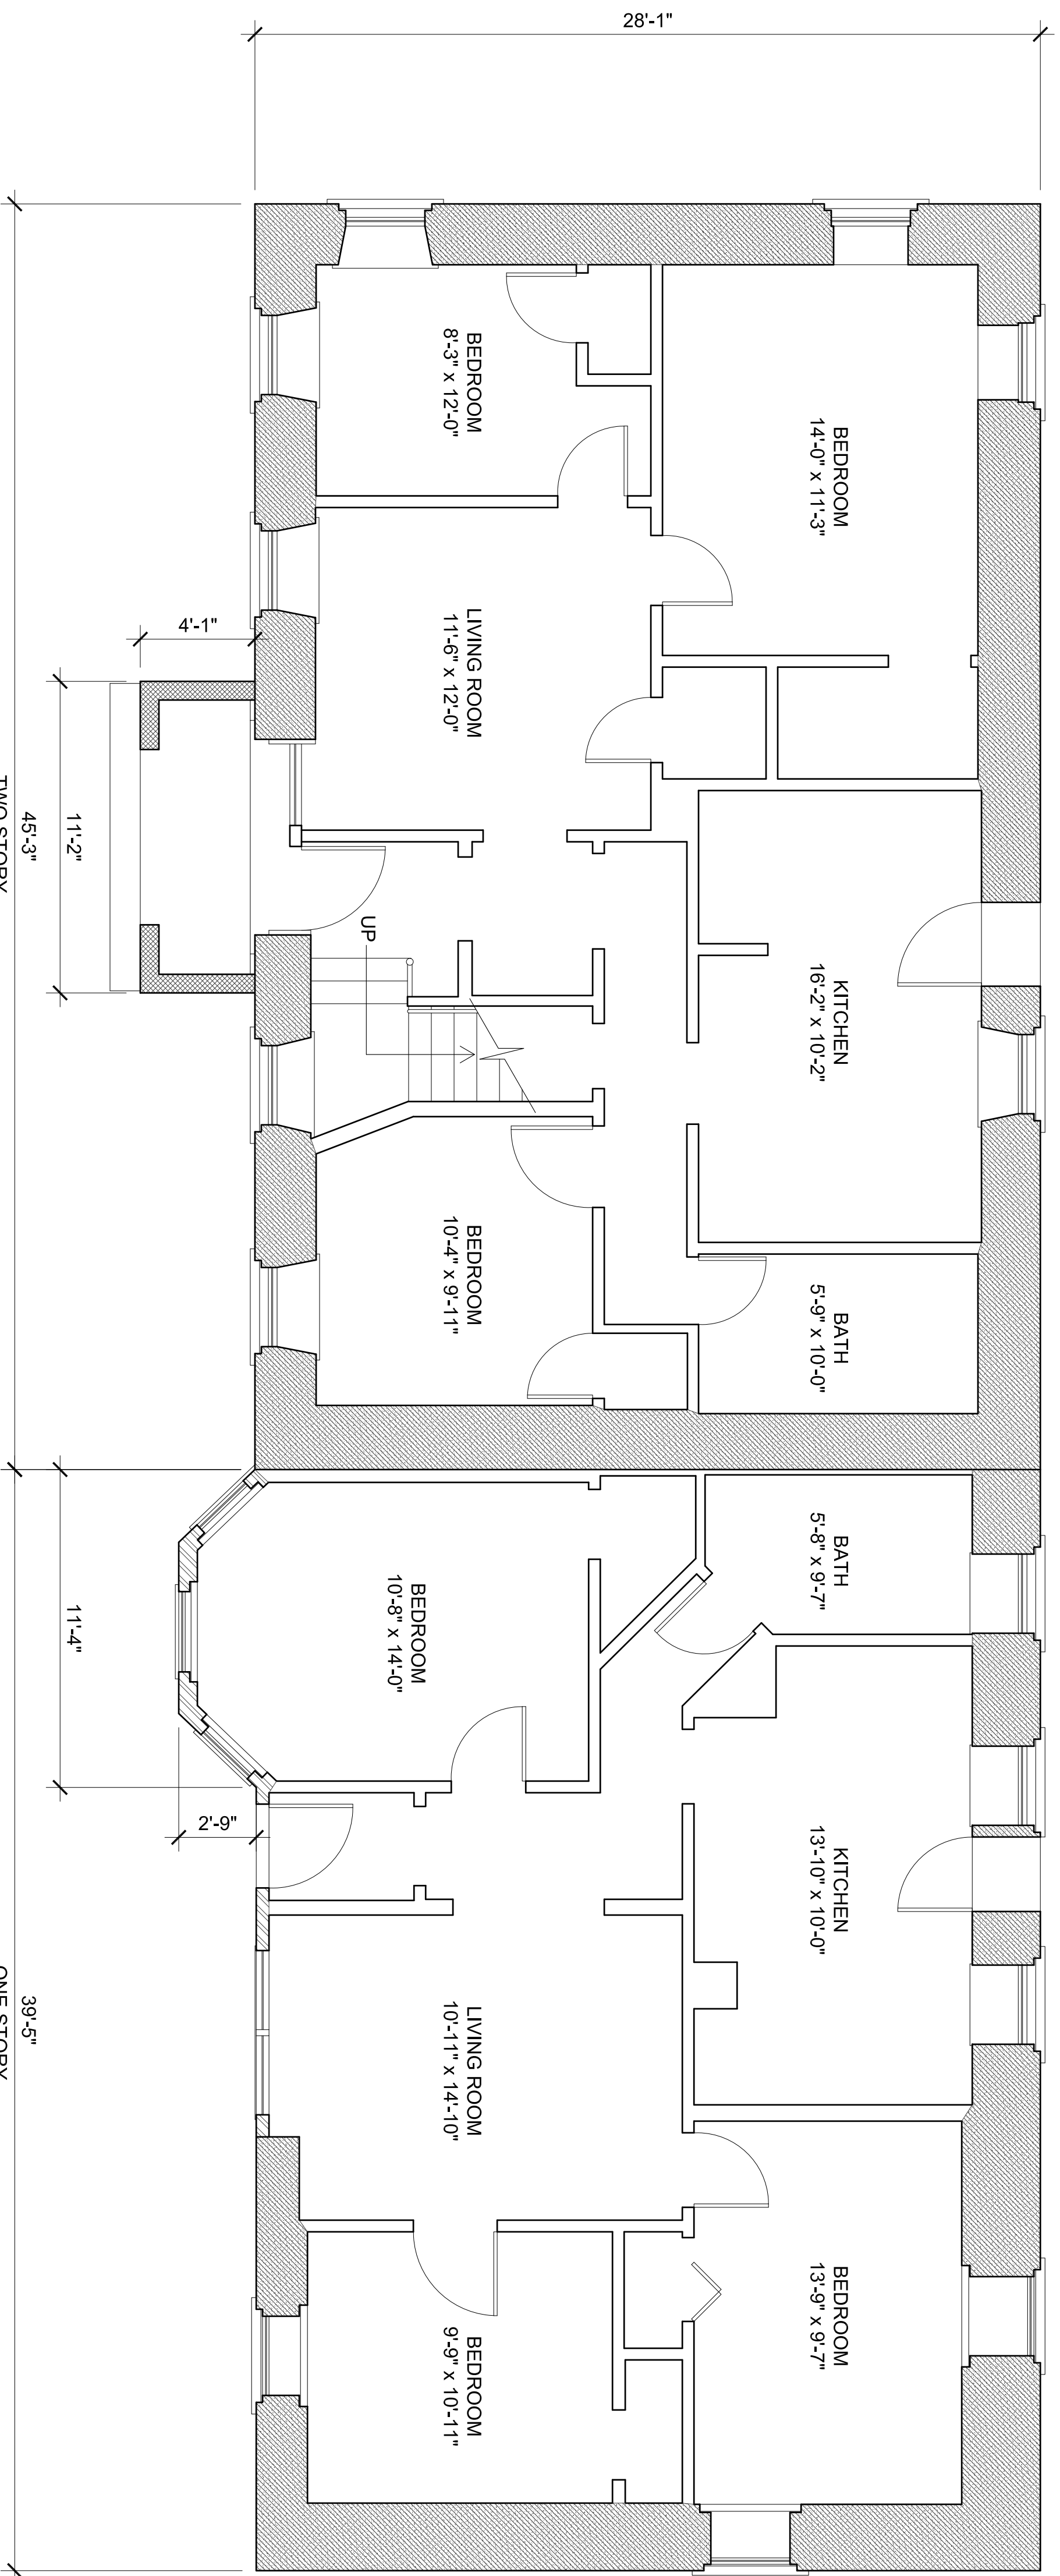 28'-1"
BEDROOM
8'-3" x 12'-0"
BEDROOM
14'-0" x 11'-3"
LIVING ROOM
11'-6" x 12'-0"
4'-1"
11'-2"
45'-3"
TWO STORY
UP
KITCHEN
16'-2" x 10'-2"
BEDROOM
10'-4" x 9'-11"
BATH
5'-9" x 10'-0"
BATH
5'-8" x 9'-7"
BEDROOM
10'-8" x 14'-0"
11'-4"
2'-9"
KITCHEN
13'-10" x 10'-0"
LIVING ROOM
10'-11" x 14'-10"
39'-5"
ONE STORY
BEDROOM
13'-9" x 9'-7"
BEDROOM
9'-9" x 10'-11"